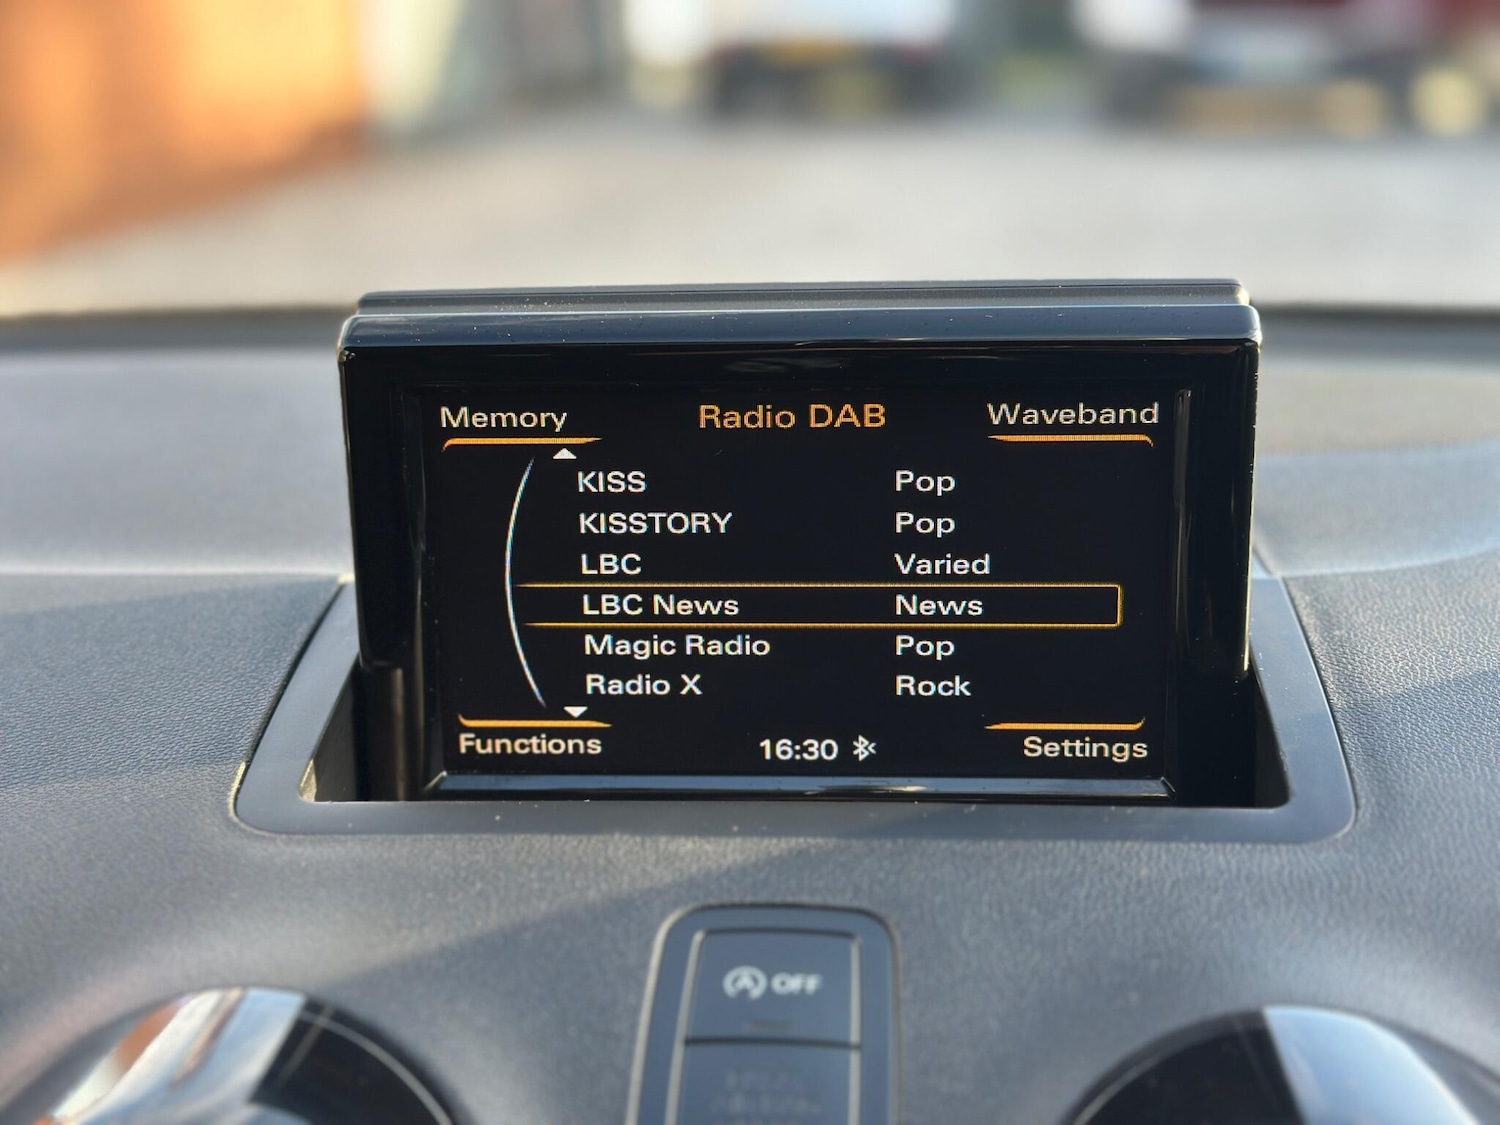 Memory Radio DAB Waveband
KISS Pop
KISSTORY Pop
LBC Varied
LBC News News
Magic Radio Pop
Radio X Rock
Functions 16:30 Settings
A OFF